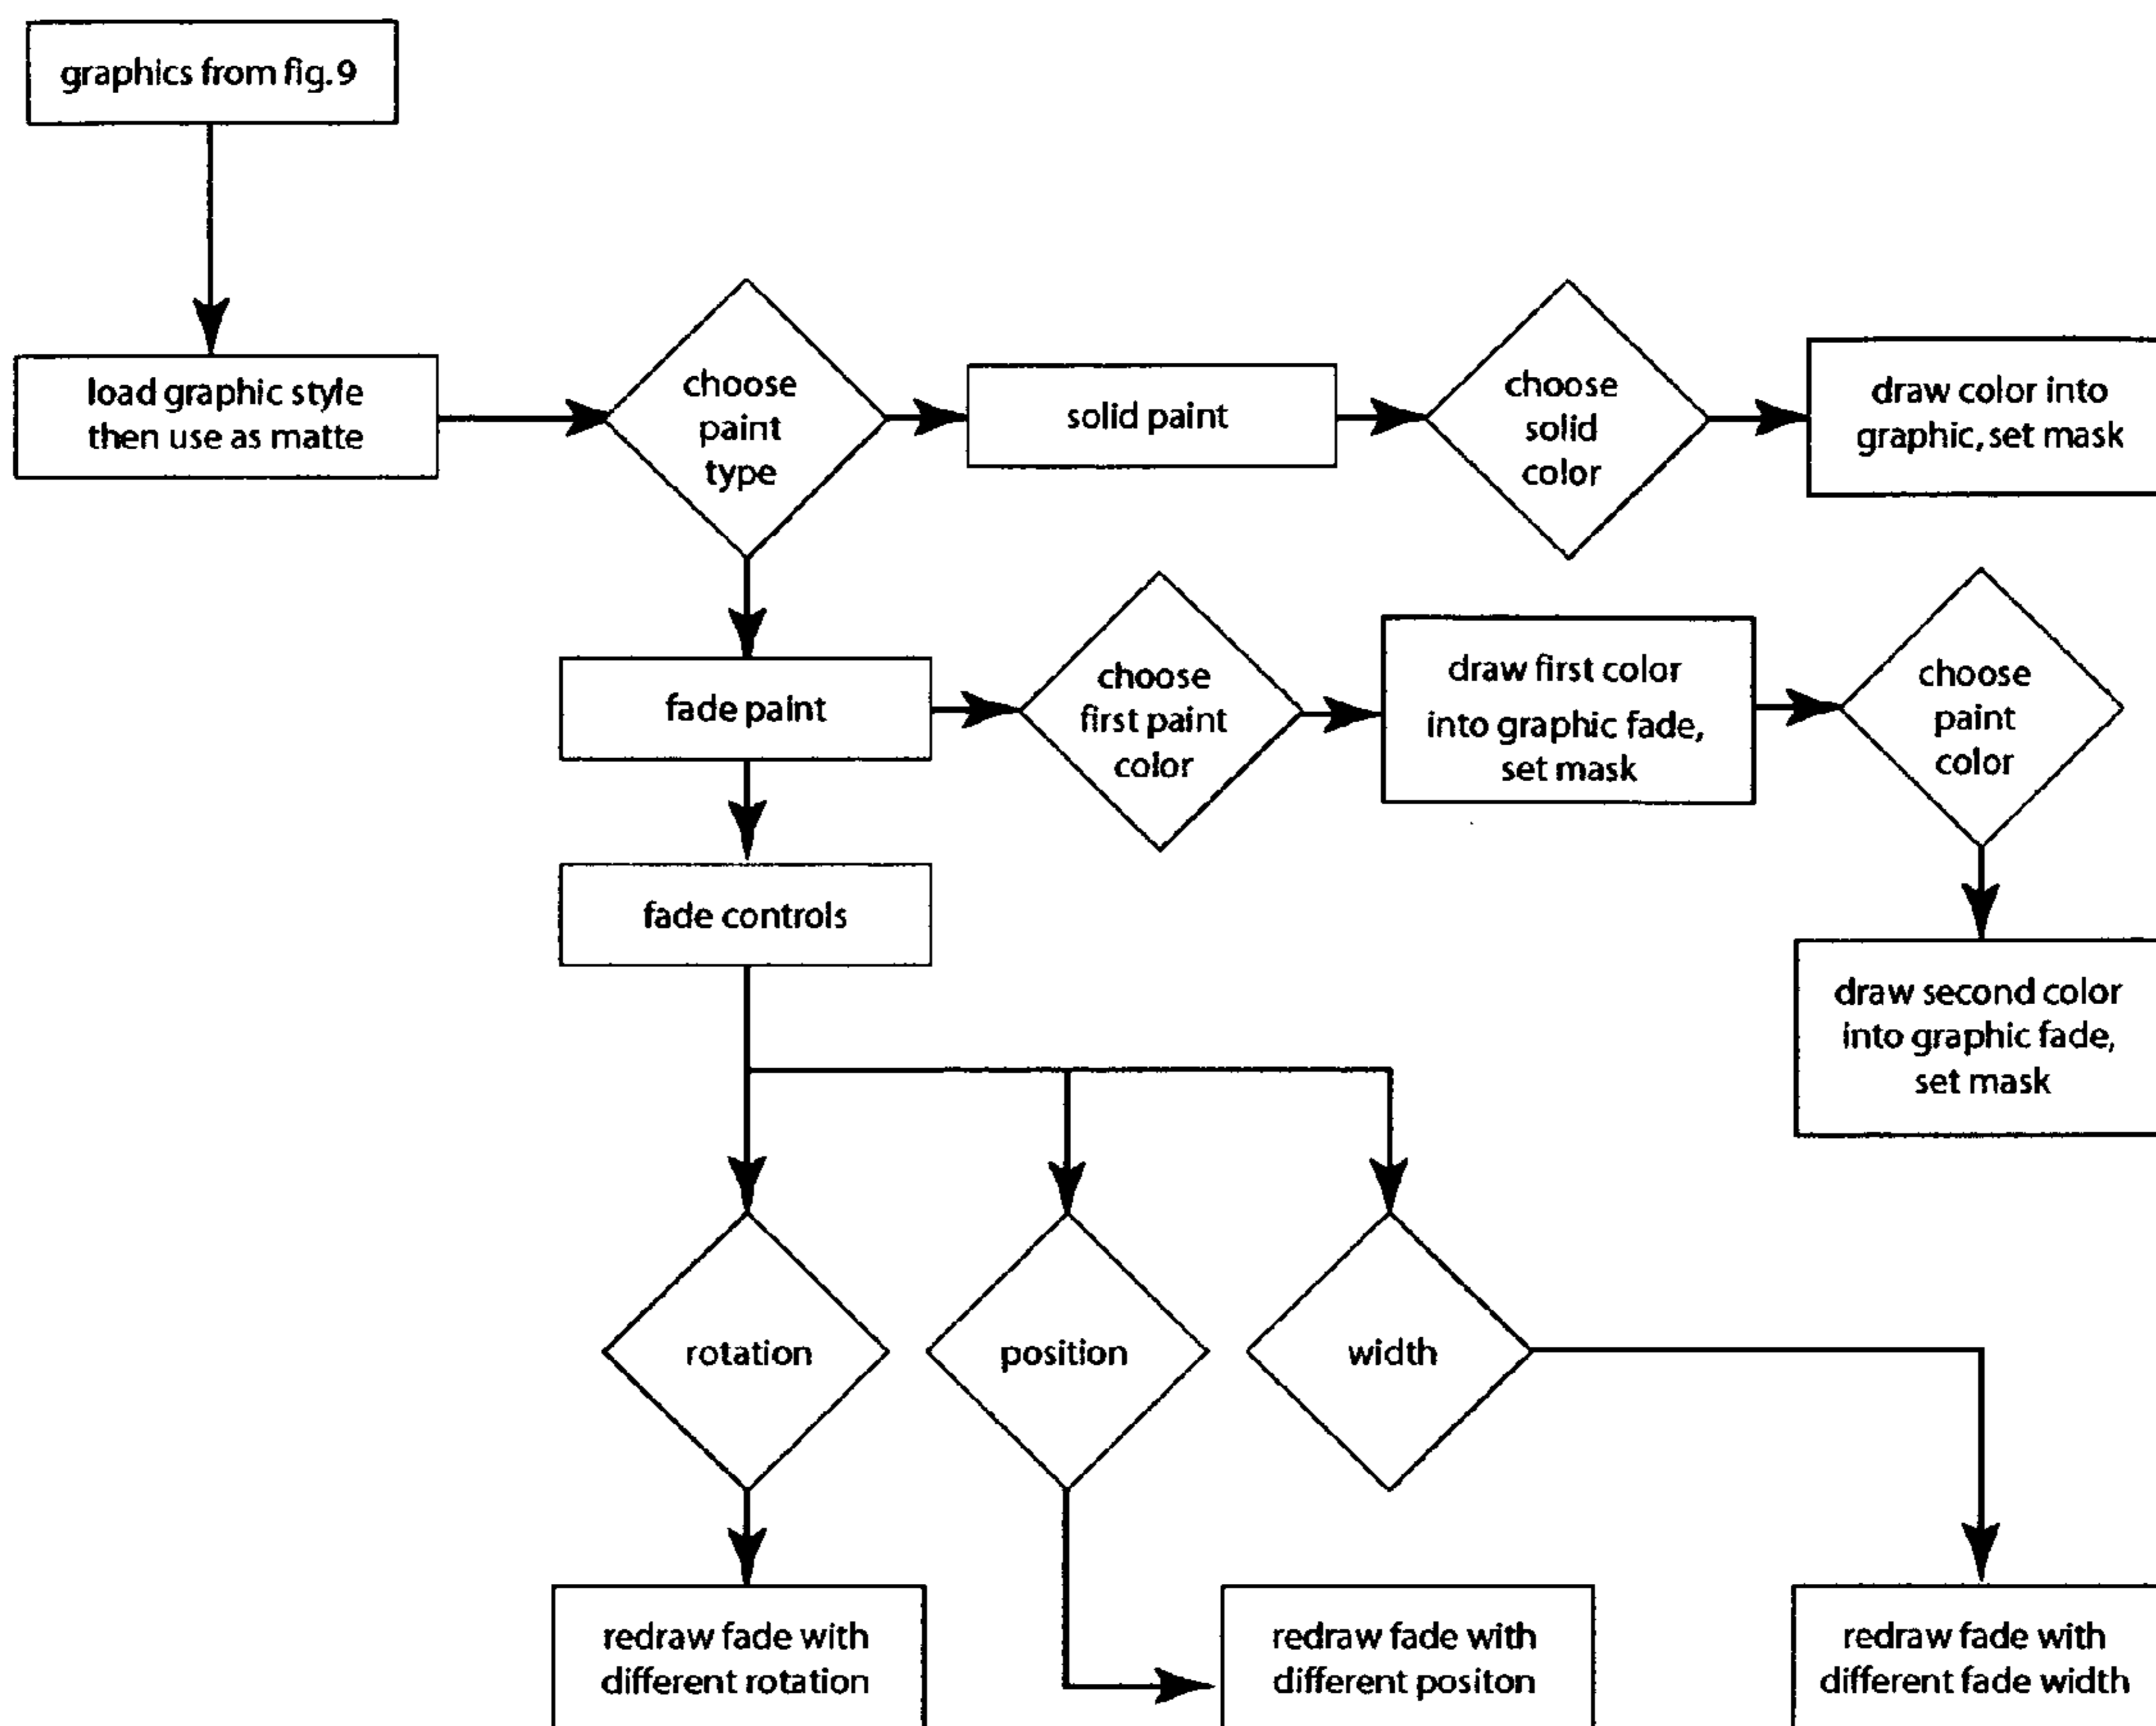 graphics from fig. 9
load graphic style
then use as matte
choose
paint
type
solid paint
choose
solid
color
draw color into
graphic, set mask
fade paint
choose
first paint
color
draw first color
into graphic fade,
set mask
choose
paint
color
fade controls
draw second color
into graphic fade,
set mask
rotation
position
width
redraw fade with
different rotation
redraw fade with
different positon
redraw fade with
different fade width